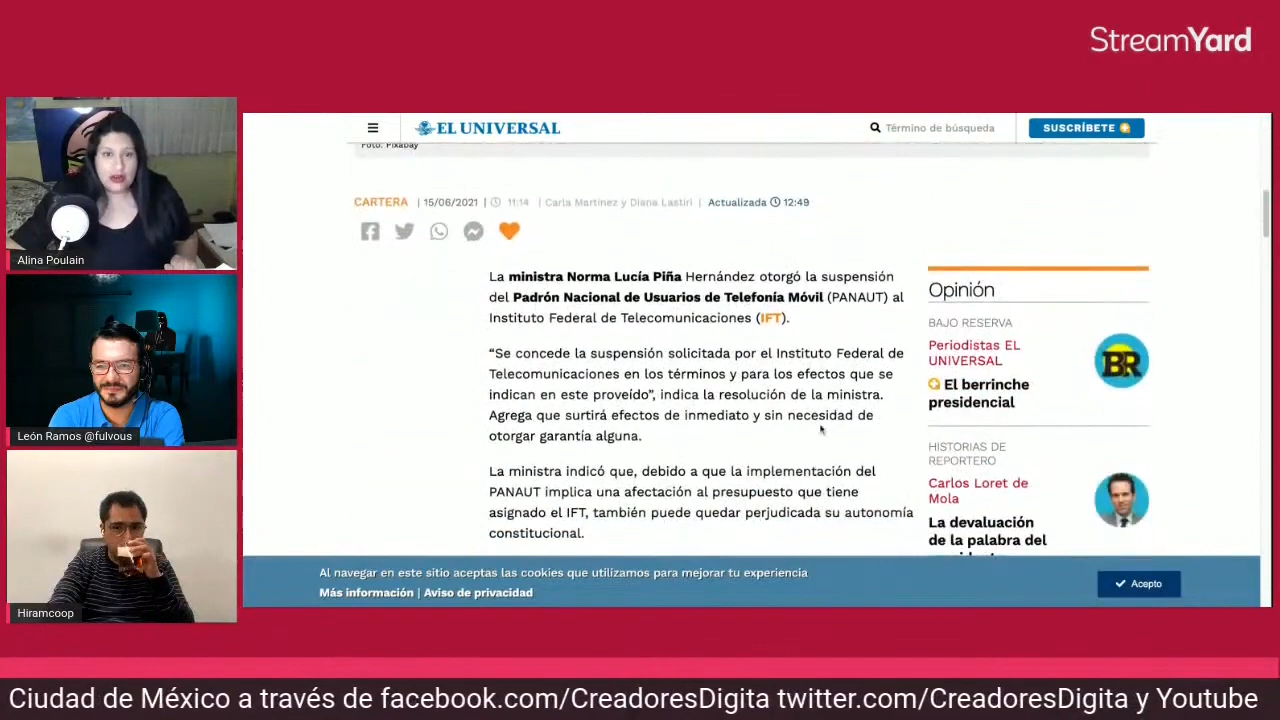 StreamYard
Alina Poulain
León Ramos @fulvous
Hiramcoop
EL UNIVERSAL
Término de búsqueda
SUSCRÍBETE
Foto: Pixabay
CARTERA | 15/06/2021 | 11:14 | Carla Martínez y Diana Lastiri | Actualizada 12:49
La ministra Norma Lucía Piña Hernández otorgó la suspensión
del Padrón Nacional de Usuarios de Telefonía Móvil (PANAUT) al
Instituto Federal de Telecomunicaciones (IFT).
“Se concede la suspensión solicitada por el Instituto Federal de
Telecomunicaciones en los términos y para los efectos que se
indican en este proveído”, indica la resolución de la ministra.
Agrega que surtirá efectos de inmediato y sin necesidad de
otorgar garantía alguna.
La ministra indicó que, debido a que la implementación del
PANAUT implica una afectación al presupuesto que tiene
asignado el IFT, también puede quedar perjudicada su autonomía
constitucional.
Opinión
BAJO RESERVA
Periodistas EL
UNIVERSAL
El berrinche
presidencial
BR
HISTORIAS DE
REPORTERO
Carlos Loret de
Mola
La devaluación
de la palabra del
Al navegar en este sitio aceptas las cookies que utilizamos para mejorar tu experiencia
Más información | Aviso de privacidad
Acepto
Ciudad de México a través de facebook.com/CreadoresDigita twitter.com/CreadoresDigita y Youtube